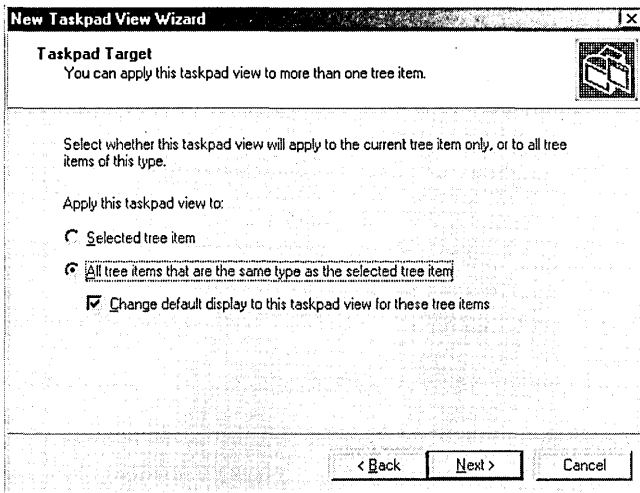 New Taskpad View Wizard
Taskpad Target
You can apply this taskpad view to more than one tree item.
Select whether this taskpad view will apply to the current tree item only, or to all tree
items of this type.
Apply this taskpad view to:
Selected tree item
All tree items that are the same type as the selected tree item
Change default display to this taskpad view for these tree items
< Back
Next >
Cancel